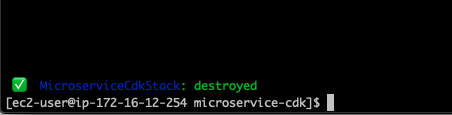 ✅ MicroserviceCdkStack: destroyed
[ec2-user@ip-172-16-12-254 microservice-cdk]$